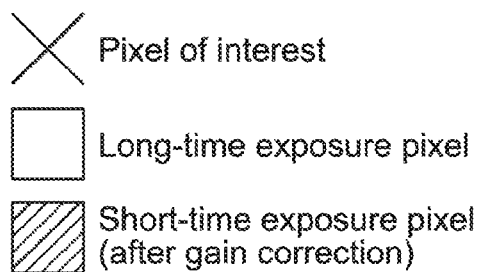 Pixel of interest
Long-time exposure pixel
Short-time exposure pixel
(after gain correction)